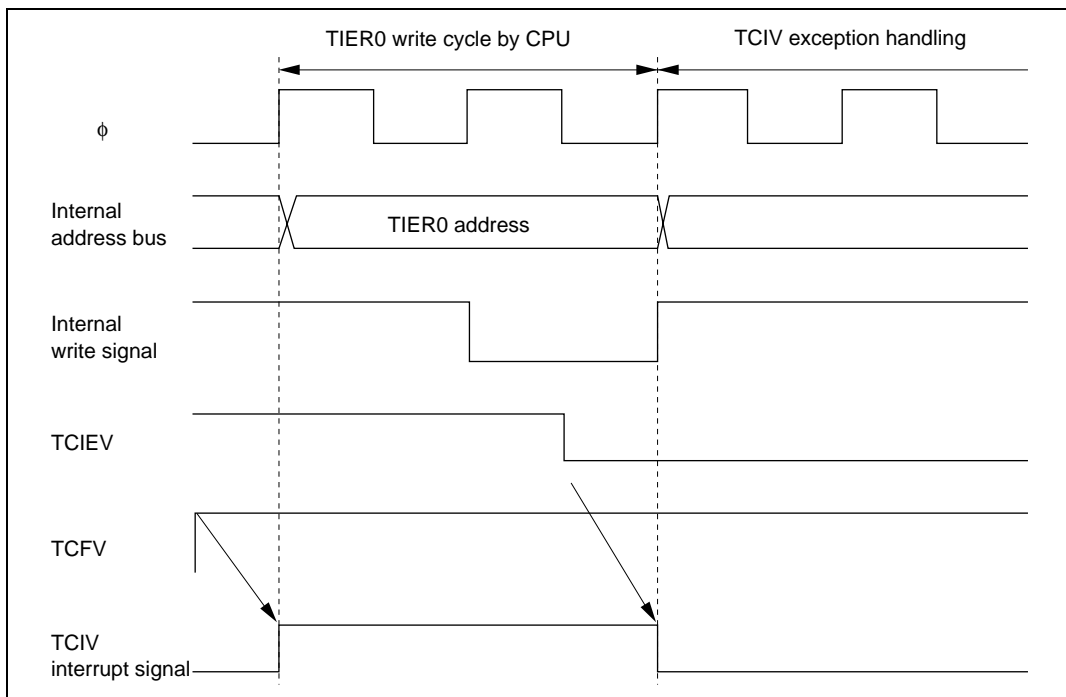 TIER0 write cycle by CPU
TCIV exception handling
ϕ
Internal
address bus
TIER0 address
Internal
write signal
TCIEV
TCFV
TCIV
interrupt signal